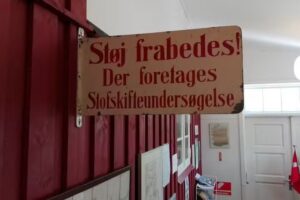 Støj frabedes!
Der foretages
Stofskifteundersøgelse